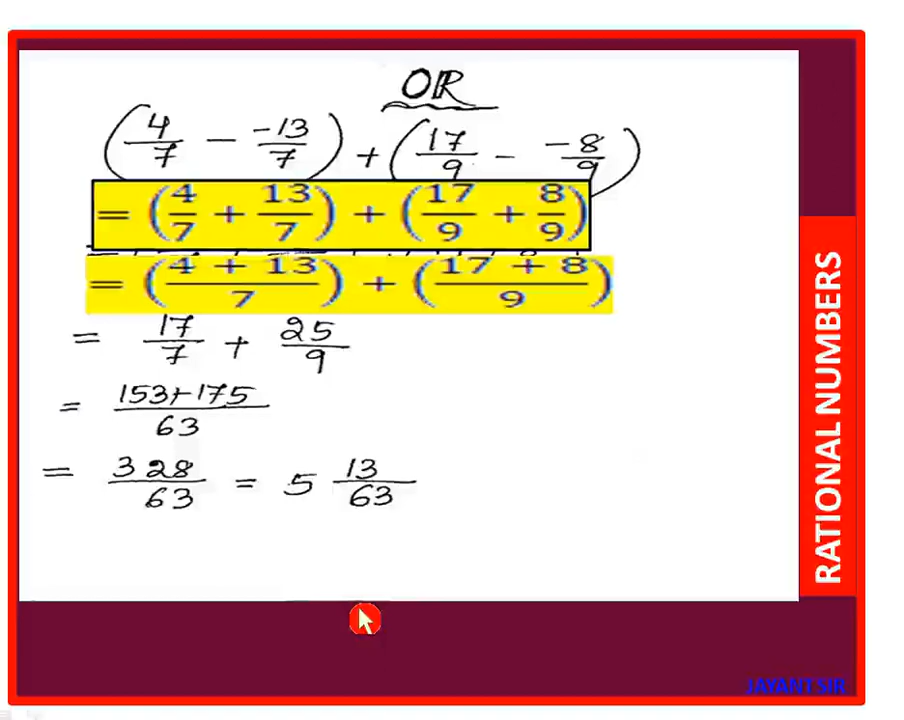 OR
(4/7 - -13/7) + (17/9 - -8/9)
= (4/7 + 13/7) + (17/9 + 8/9)
= (4 + 13/7) + (17 + 8/9)
= 17/7 + 25/9
= 153+175/63
= 328/63 = 5 13/63
RATIONAL NUMBERS
JAYANT SIR